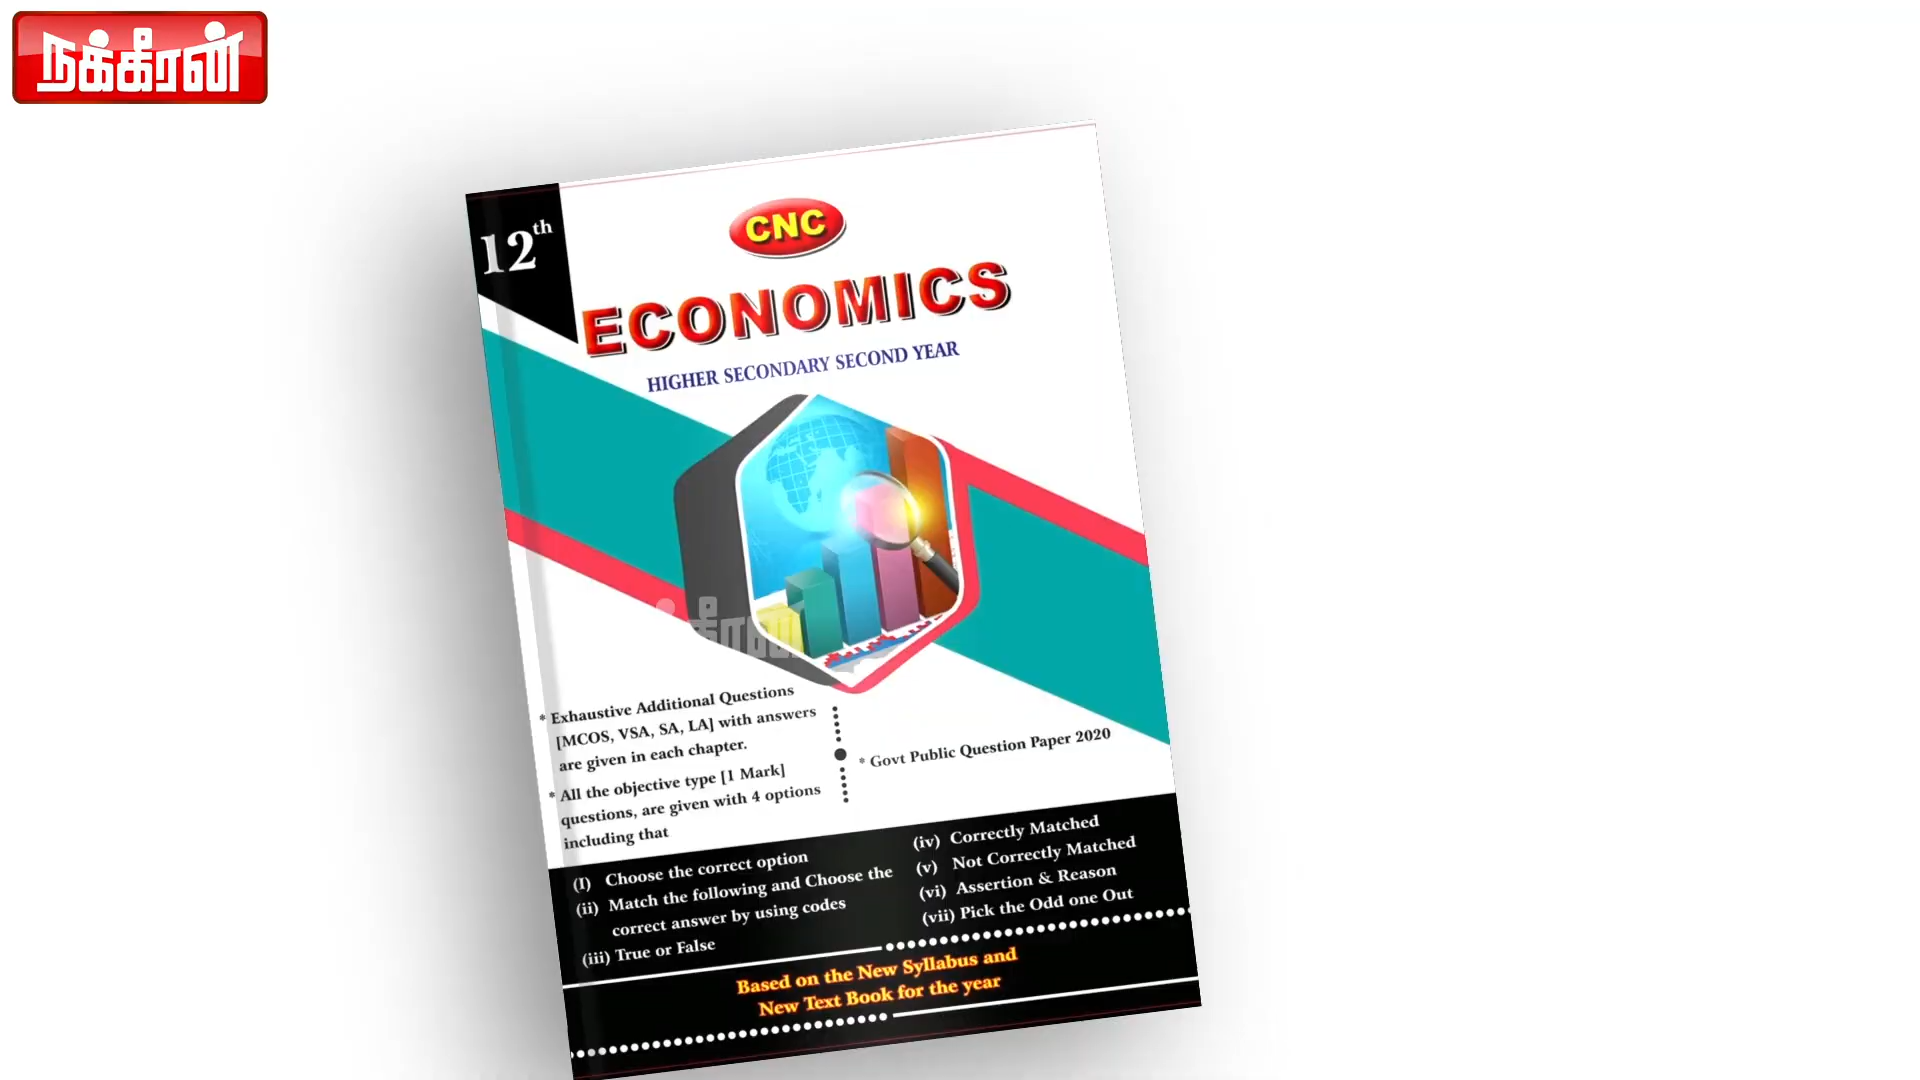 நக்கீரன்
12th
CNC
ECONOMICS
HIGHER SECONDARY SECOND YEAR
* Exhaustive Additional Questions
[MCOS, VSA, SA, LA] with answers
are given in each chapter.
* All the objective type [1 Mark]
questions, are given with 4 options
including that
* Govt Public Question Paper 2020
(I) Choose the correct option
(ii) Match the following and Choose the
correct answer by using codes
(iii) True or False
(iv) Correctly Matched
(v) Not Correctly Matched
(vi) Assertion & Reason
(vii) Pick the Odd one Out
Based on the New Syllabus and
New Text Book for the year